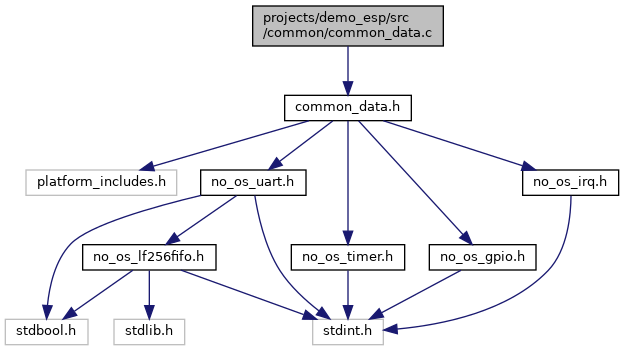 projects/demo_esp/src
/common/common_data.c
common_data.h
platform_includes.h
no_os_uart.h
no_os_irq.h
no_os_lf256fifo.h
no_os_timer.h
no_os_gpio.h
stdbool.h
stdlib.h
stdint.h